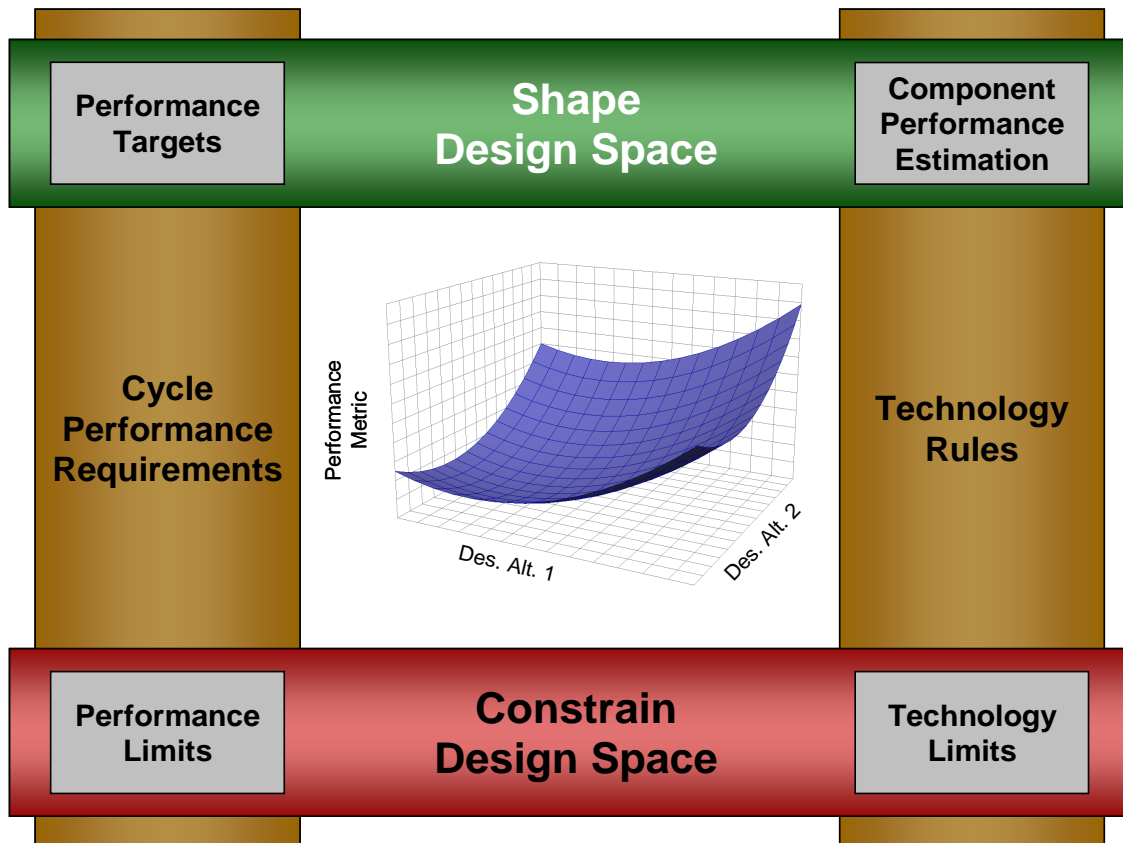 Performance
Targets
Shape
Design Space
Component
Performance
Estimation
Cycle
Performance
Requirements
Performance
Metric
Des. Alt. 1
Des. Alt. 2
Technology
Rules
Performance
Limits
Constrain
Design Space
Technology
Limits